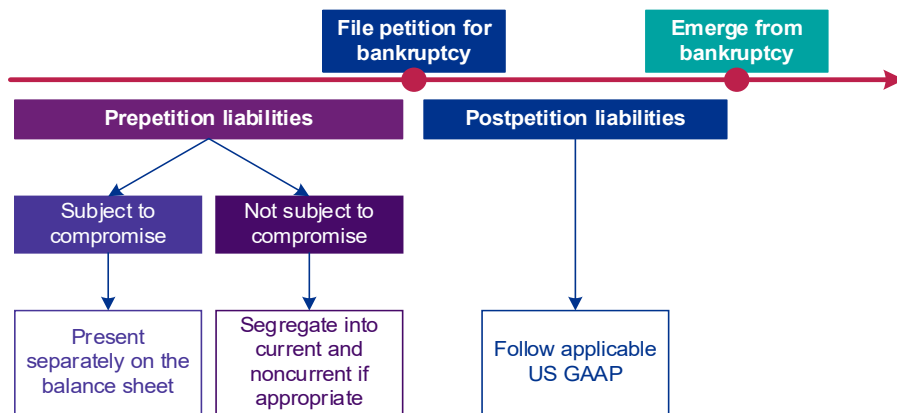 File petition for
bankruptcy
Emerge from
bankruptcy
Prepetition liabilities
Postpetition liabilities
Subject to
compromise
Not subject to
compromise
Present
separately on the
balance sheet
Segregate into
current and
noncurrent if
appropriate
Follow applicable
US GAAP